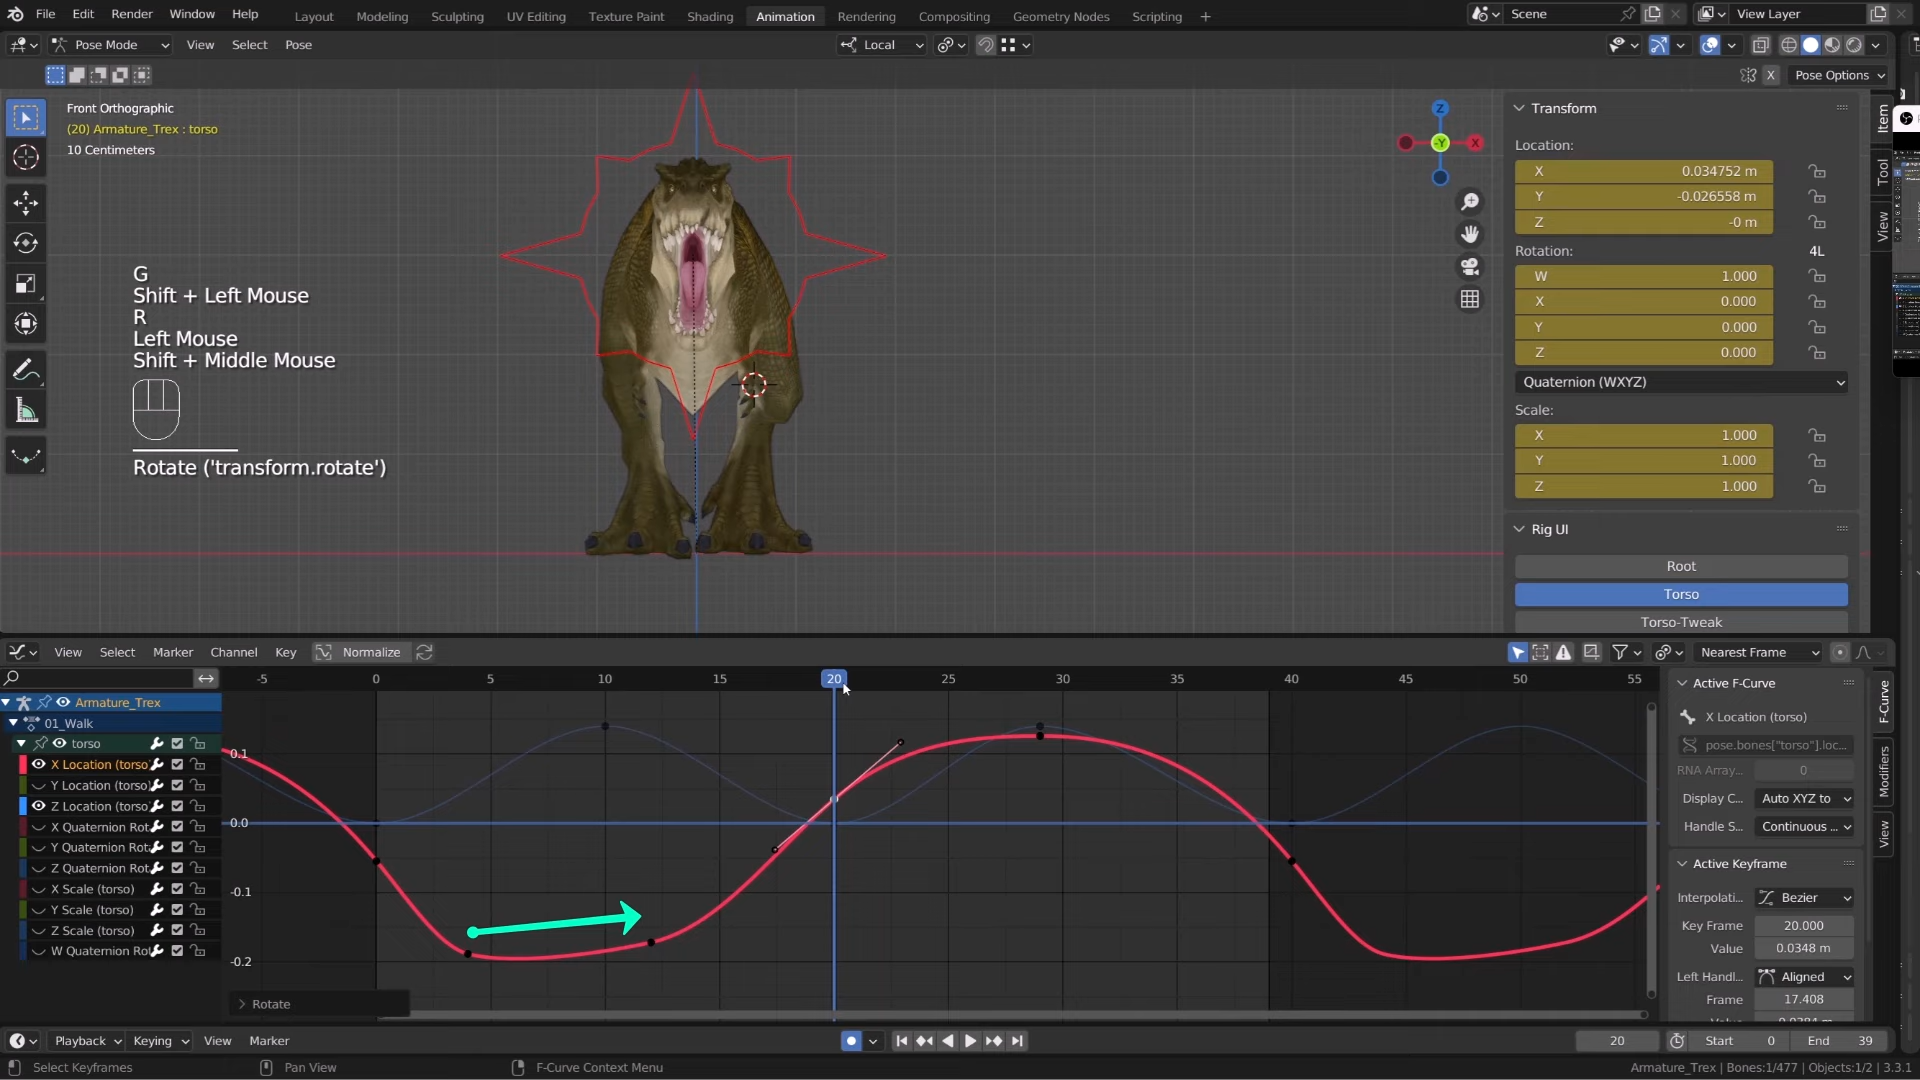 File Edit Render Window Help Layout Modeling Sculpting UV Editing Texture Paint Shading Animation Rendering Compositing Geometry Nodes Scripting + Scene View Layer
Pose Mode View Select Pose Local
X Pose Options
Front Orthographic
(20) Armature_Trex : torso
10 Centimeters
G
Shift + Left Mouse
R
Left Mouse
Shift + Middle Mouse
Rotate ('transform.rotate')
Z
-Y
X
Transform
Location:
X 0.034752 m
Y -0.026558 m
Z -0 m
Rotation: 4L
W 1.000
X 0.000
Y 0.000
Z 0.000
Quaternion (WXYZ)
Scale:
X 1.000
Y 1.000
Z 1.000
Rig UI
Root
Torso
Torso-Tweak
Item
Tool
View
View Select Marker Channel Key Normalize Nearest Frame
-5 0 5 10 15 20 25 30 35 40 45 50 55
Armature_Trex
01_Walk
torso
X Location (torso
Y Location (torso)
Z Location (torso)
X Quaternion Rot
Y Quaternion Rot
Z Quaternion Rot
X Scale (torso)
Y Scale (torso)
Z Scale (torso)
W Quaternion Rot
0.1
0.0
-0.1
-0.2
Rotate
Active F-Curve
X Location (torso)
pose.bones["torso"].loc...
RNA Array... 0
Display C... Auto XYZ to
Handle S... Continuous ...
Active Keyframe
Interpolati... Bezier
Key Frame 20.000
Value 0.0348 m
Left Handl... Aligned
Frame 17.408
F-Curve
Modifiers
View
Playback Keying View Marker 20 Start 0 End 39
Select Keyframes Pan View F-Curve Context Menu Armature_Trex | Bones:1/477 | Objects:1/2 | 3.3.1